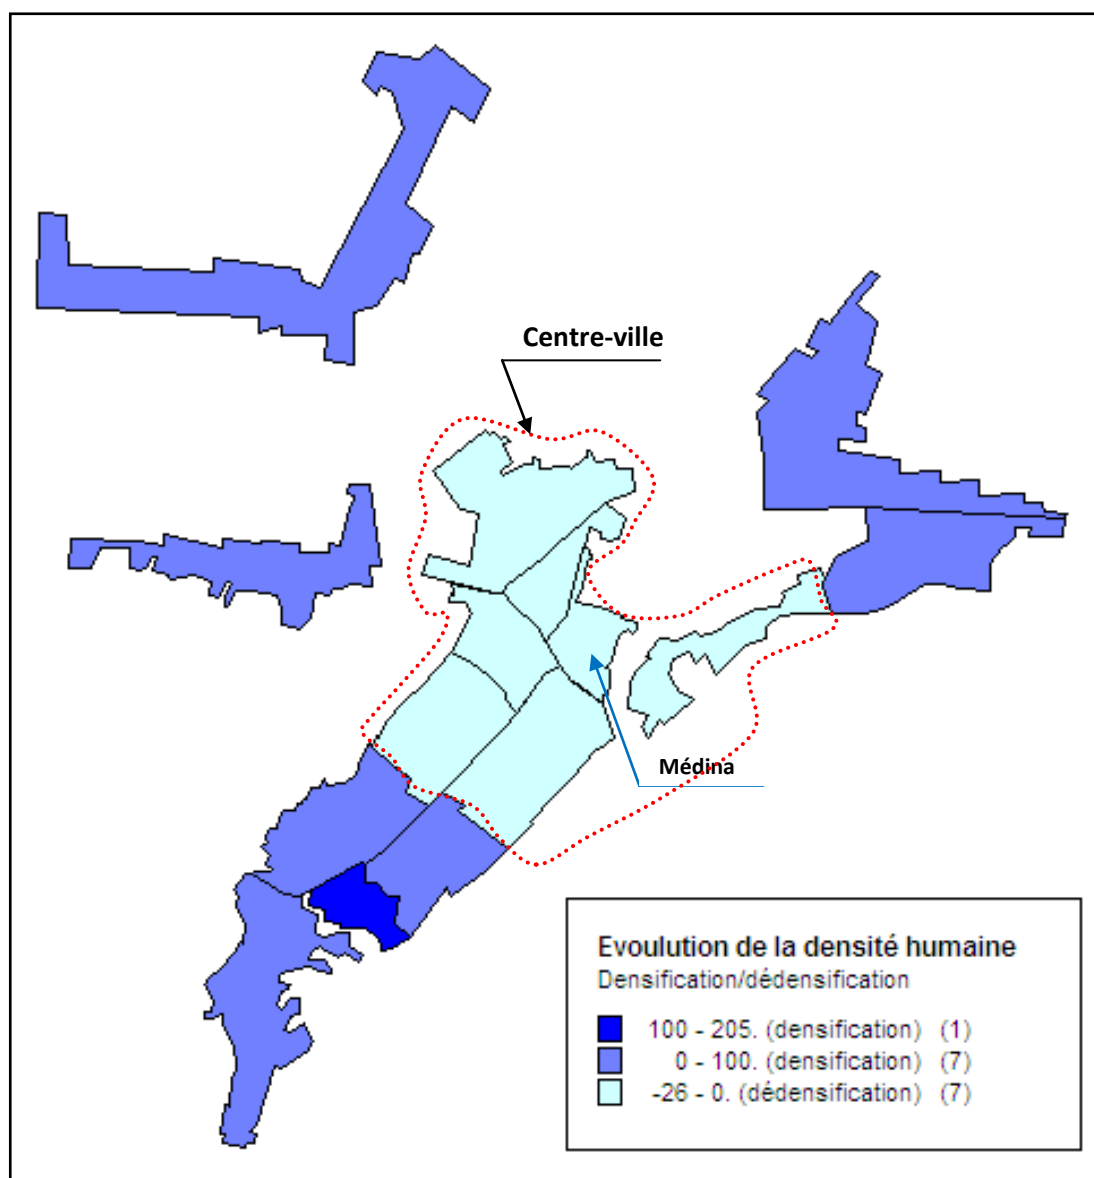 Centre-ville
Médina
Evoulution de la densité humaine
Densification/dédensification
100 - 205. (densification) (1)
0 - 100. (densification) (7)
-26 - 0. (dédensification) (7)